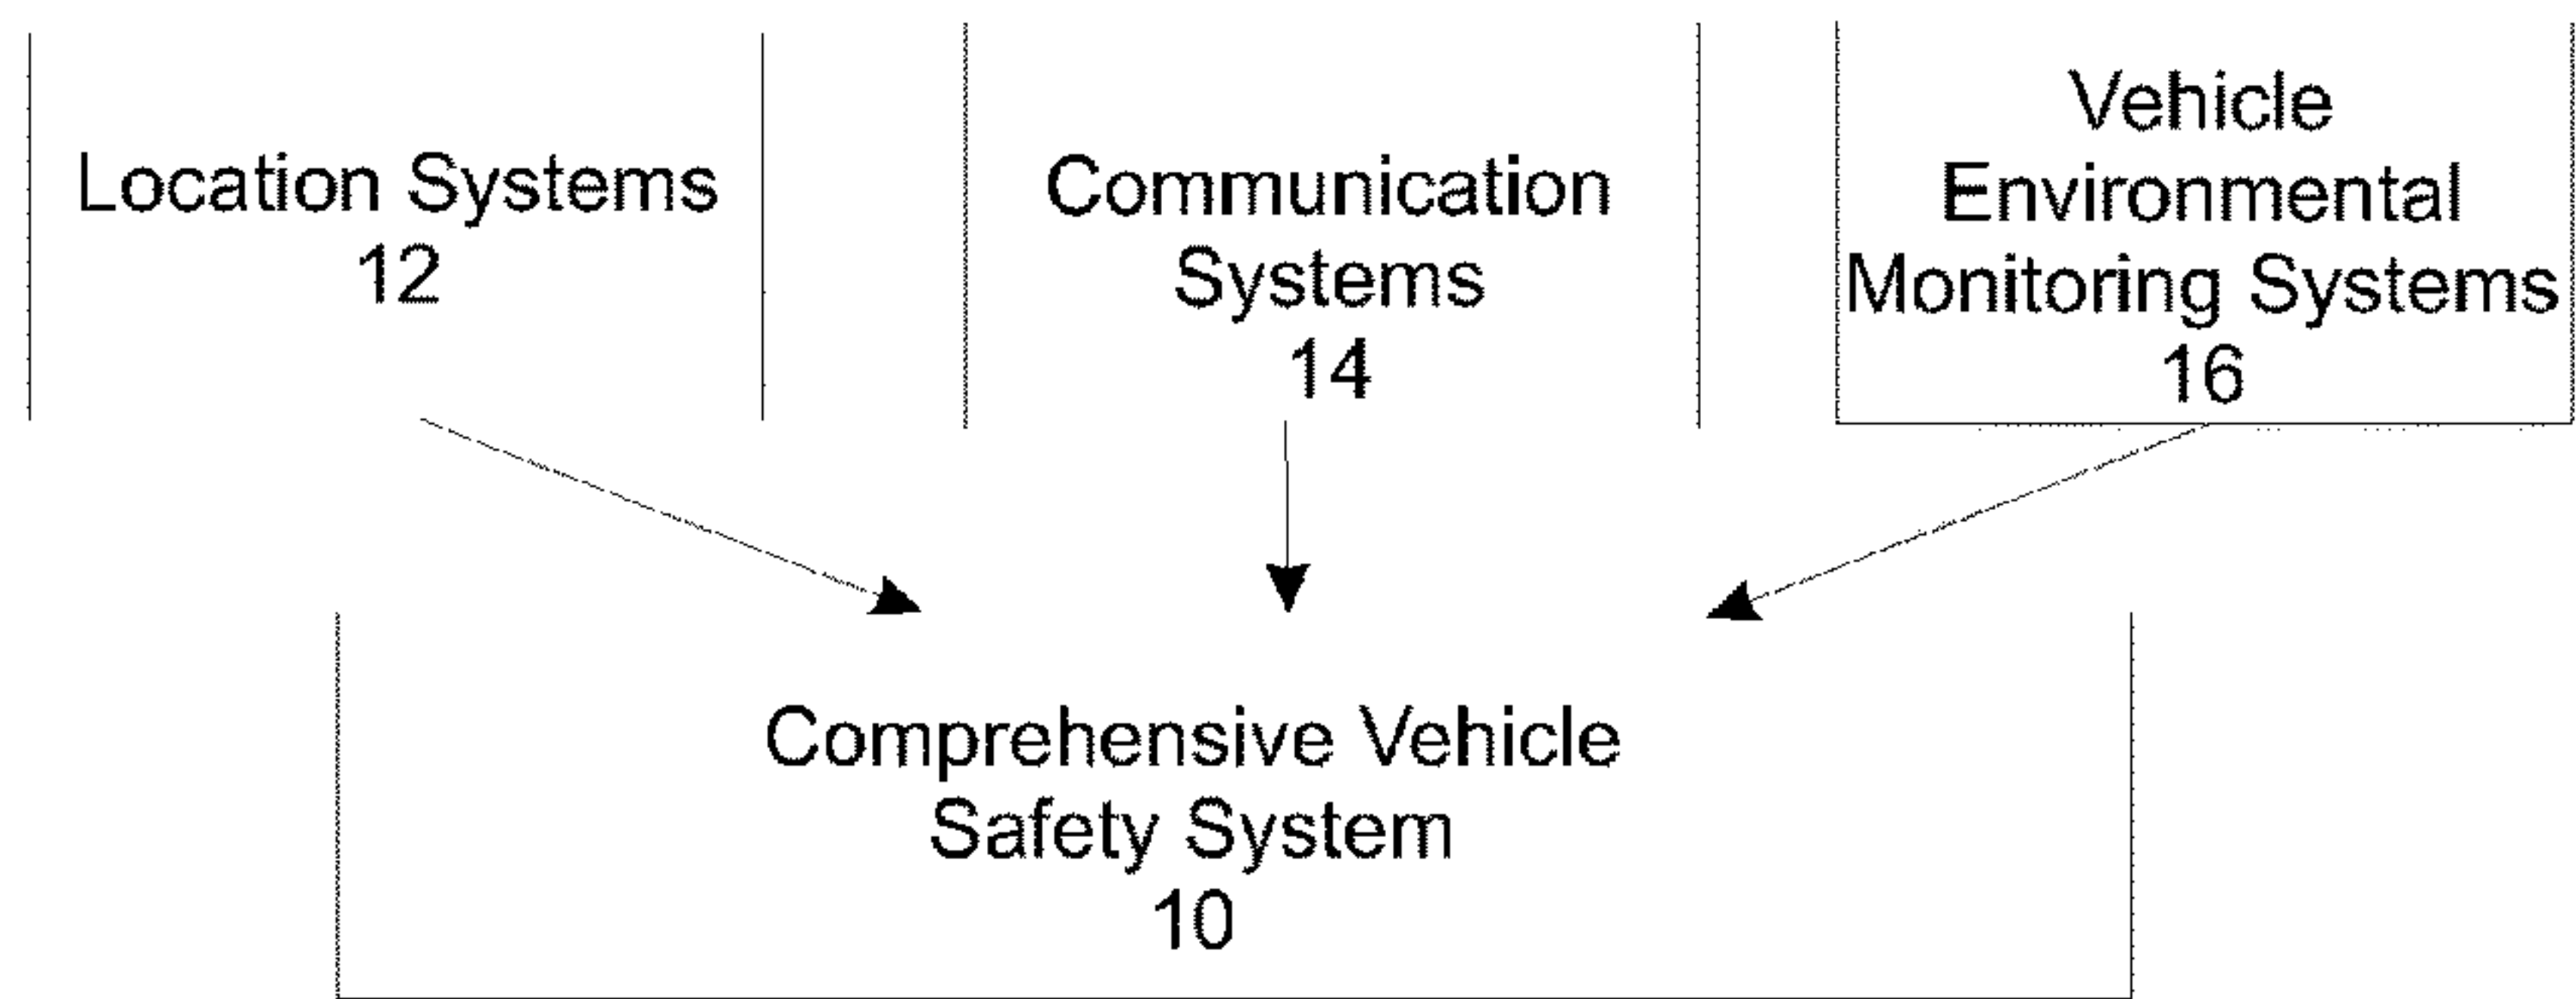 Location Systems
12
Communication
Systems
14
Vehicle
Environmental
Monitoring Systems
16
Comprehensive Vehicle
Safety System
10